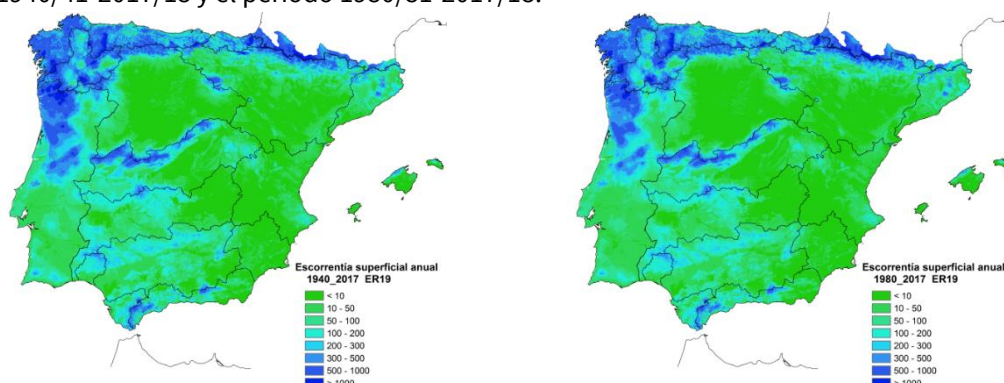 1940/41-2017/18 y el periodo 1980/81-2017/18.
Escorrentía superficial anual
1940_2017 ER19
< 10
10 - 50
50 - 100
100 - 200
200 - 300
300 - 500
500 - 1000
> 1000
Escorrentía superficial anual
1980_2017 ER19
< 10
10 - 50
50 - 100
100 - 200
200 - 300
300 - 500
500 - 1000
> 1000